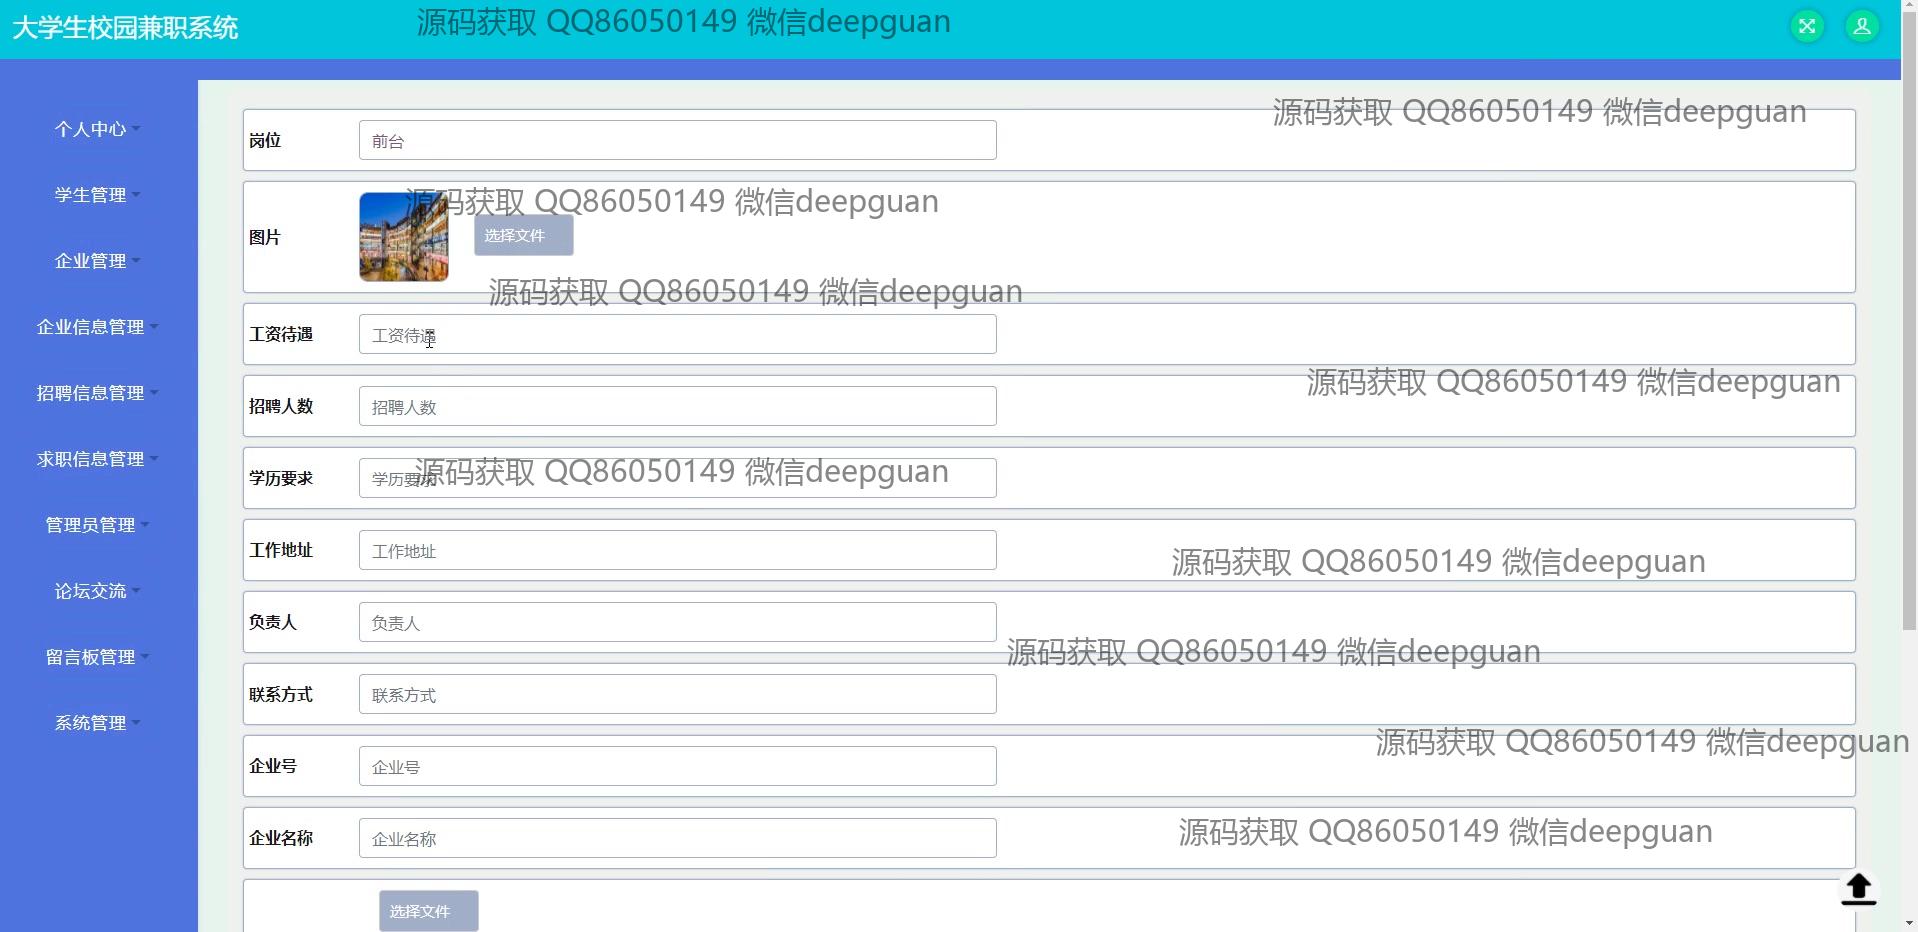 大学生校园兼职系统
源码获取 QQ86050149 微信deepguan
个人中心
学生管理
企业管理
企业信息管理
招聘信息管理
求职信息管理
管理员管理
论坛交流
留言板管理
系统管理
源码获取 QQ86050149 微信deepguan
岗位 前台
源码获取 QQ86050149 微信deepguan
图片 选择文件
源码获取 QQ86050149 微信deepguan
工资待遇 工资待遇
源码获取 QQ86050149 微信deepguan
招聘人数 招聘人数
源码获取 QQ86050149 微信deepguan
学历要求 学历要求
工作地址 工作地址
源码获取 QQ86050149 微信deepguan
负责人 负责人
源码获取 QQ86050149 微信deepguan
联系方式 联系方式
源码获取 QQ86050149 微信deepguan
企业号 企业号
源码获取 QQ86050149 微信deepguan
企业名称 企业名称
选择文件